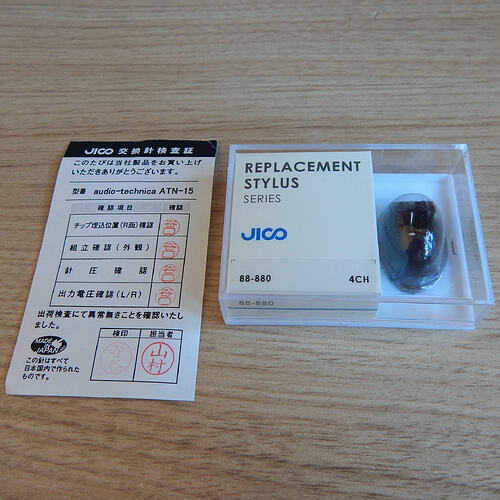 JICO 交換針検査証
このたびは当社製品をお買い上げ
いただきありがとうございます。
型番 audio-technica ATN-15
確認項目 確認
チップ埋込位置(R面)確認
組立確認(外観)
針圧確認
出力電圧確認(L/R)
出荷検査にて異常無きことを確認いたし
ました。
検印 担当者
守谷 山村
MADE IN JAPAN
この針はすべて
日本国内で作られた
ものです。
REPLACEMENT
STYLUS
SERIES
JICO
88-880 4CH
88-880